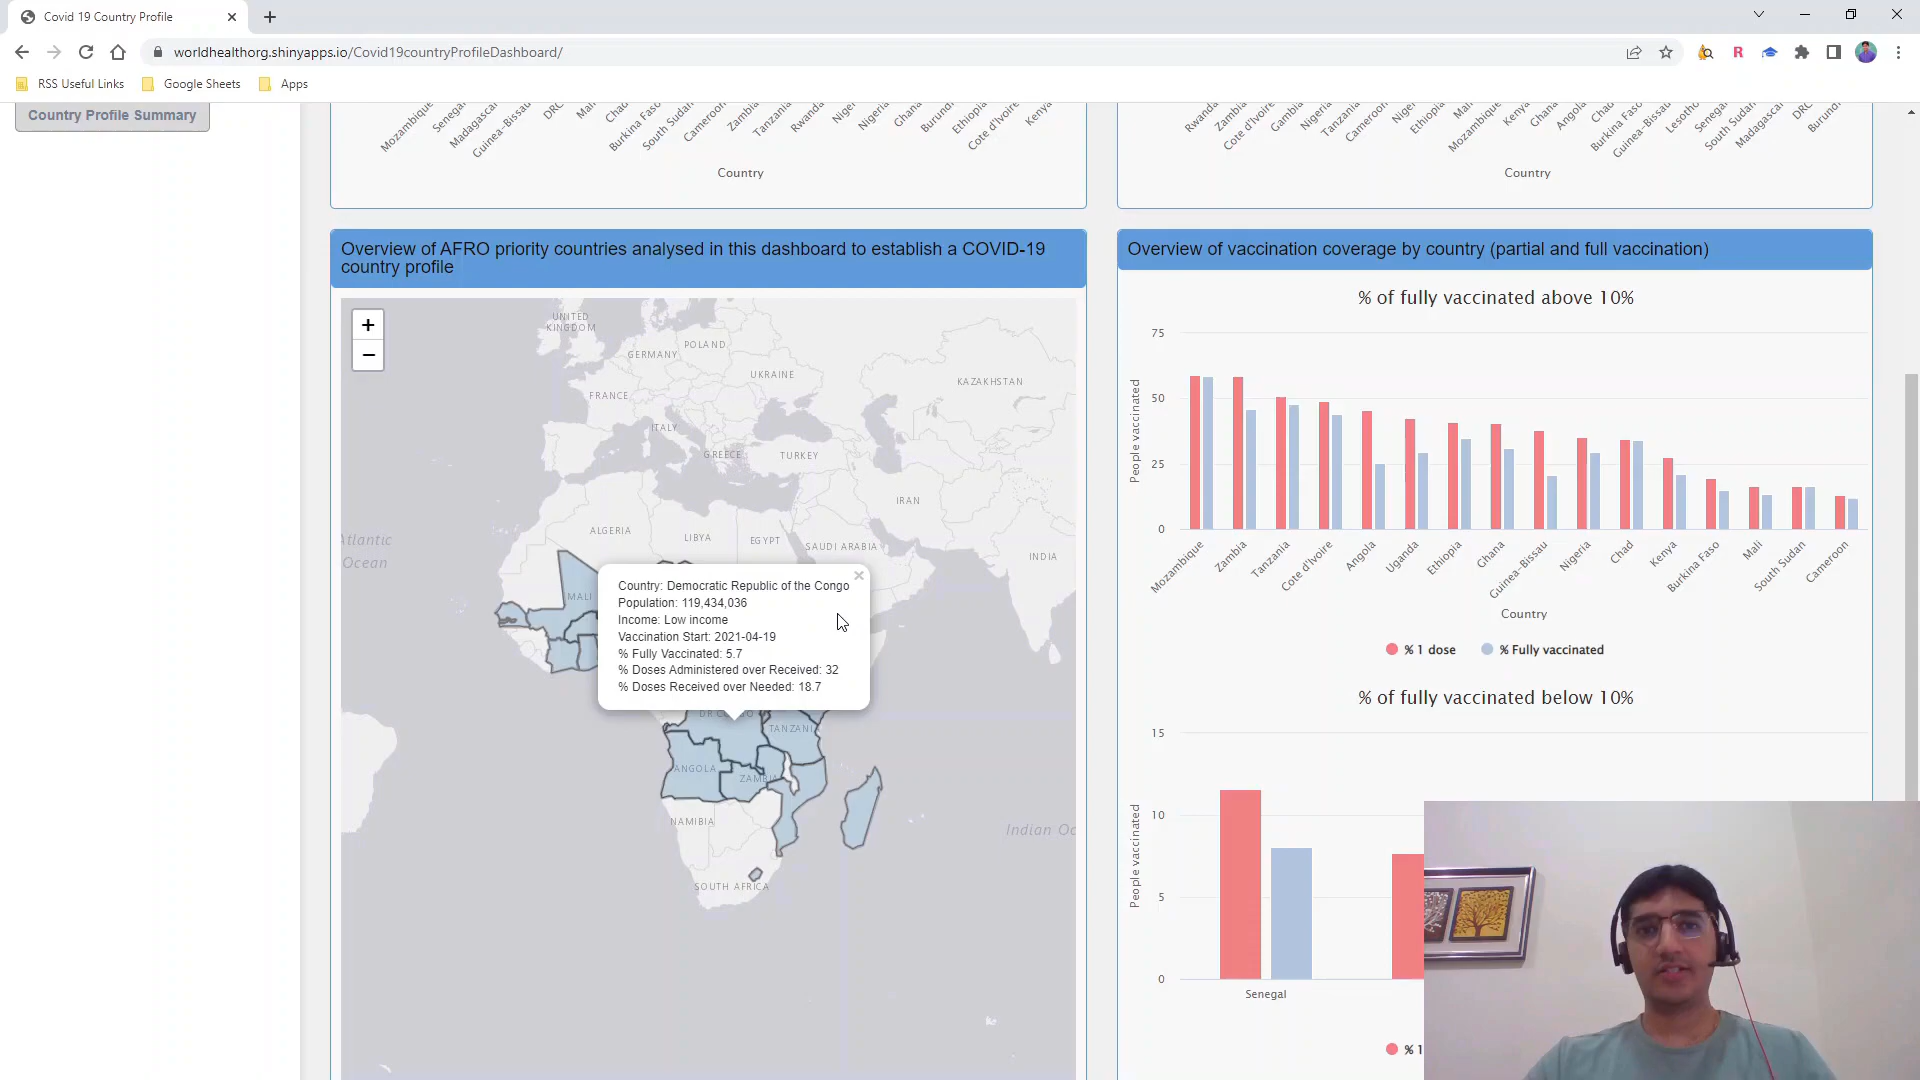 Covid 19 Country Profile
worldhealthorg.shinyapps.io/Covid19countryProfileDashboard/
RSS Useful Links
Google Sheets
Apps
Country Profile Summary
Mozambique
Senegal
Madagascar
Guinea-Bissau
DRC
Mali
Chad
Burkina Faso
South Sudan
Cameroon
Zambia
Tanzania
Rwanda
Niger
Nigeria
Ghana
Burundi
Ethiopia
Cote d'Ivoire
Kenya
Country
Rwanda
Zambia
Cote d'Ivoire
Gambia
Nigeria
Tanzania
Cameroon
Niger
Ethiopia
Mali
Mozambique
Kenya
Ghana
Angola
Chad
Burkina Faso
Guinea-Bissau
Lesotho
Senegal
South Sudan
Madagascar
DRC
Burundi
Country
Overview of AFRO priority countries analysed in this dashboard to establish a COVID-19
country profile
+
−
UNITED
KINGDOM
GERMANY
POLAND
UKRAINE
FRANCE
KAZAKHSTAN
ITALY
GREECE
TURKEY
IRAN
ALGERIA
LIBYA
EGYPT
SAUDI ARABIA
INDIA
Atlantic
Ocean
MALI
Country: Democratic Republic of the Congo
Population: 119,434,036
Income: Low income
Vaccination Start: 2021-04-19
% Fully Vaccinated: 5.7
% Doses Administered over Received: 32
% Doses Received over Needed: 18.7
TANZANI
ANGOLA
ZAMBIA
NAMIBIA
SOUTH AFRICA
Indian Oc
Overview of vaccination coverage by country (partial and full vaccination)
% of fully vaccinated above 10%
People vaccinated
75
50
25
0
Mozambique
Zambia
Tanzania
Cote d'Ivoire
Angola
Uganda
Ethiopia
Ghana
Guinea-Bissau
Nigeria
Chad
Kenya
Burkina Faso
Mali
South Sudan
Cameroon
Country
% 1 dose
% Fully vaccinated
% of fully vaccinated below 10%
People vaccinated
15
10
5
0
Senegal
% 1